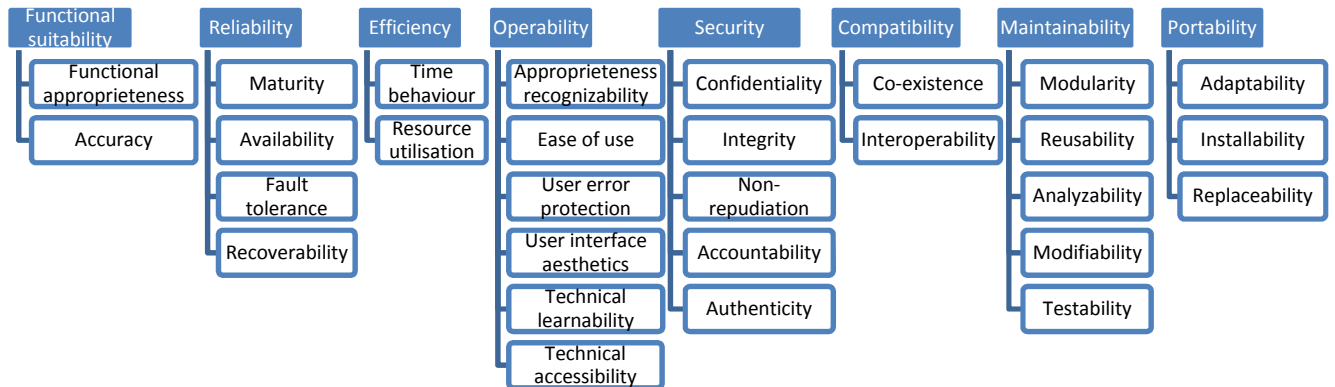 Functional
suitability
Functional
approprieteness
Accuracy
Reliability
Maturity
Availability
Fault
tolerance
Recoverability
Efficiency
Time
behaviour
Resource
utilisation
Operability
Approprieteness
recognizability
Ease of use
User error
protection
User interface
aesthetics
Technical
learnability
Technical
accessibility
Security
Confidentiality
Integrity
Non-
repudiation
Accountability
Authenticity
Compatibility
Co-existence
Interoperability
Maintainability
Modularity
Reusability
Analyzability
Modifiability
Testability
Portability
Adaptability
Installability
Replaceability